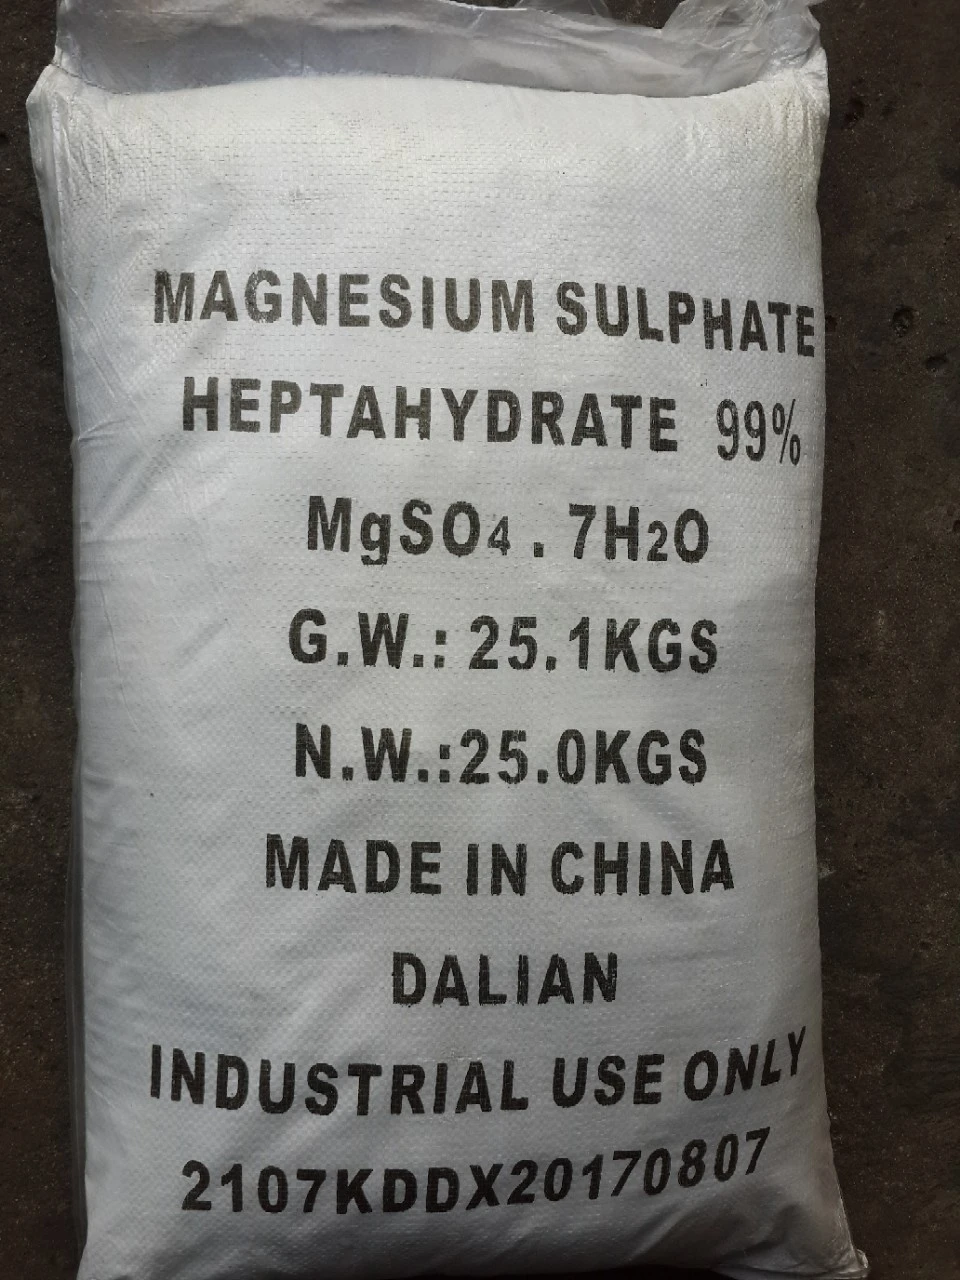 MAGNESIUM SULPHATE
HEPTAHYDRATE 99%
MgSO4 . 7H2O
G.W.: 25.1KGS
N.W.:25.0KGS
MADE IN CHINA
DALIAN
INDUSTRIAL USE ONLY
2107KDDX20170807